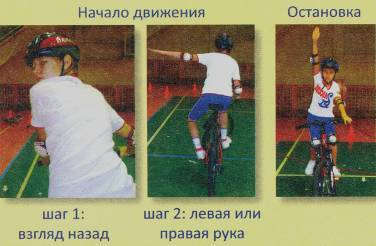 Начало движения
Остановка
шаг 1:
взгляд назад
шаг 2: левая или
правая рука